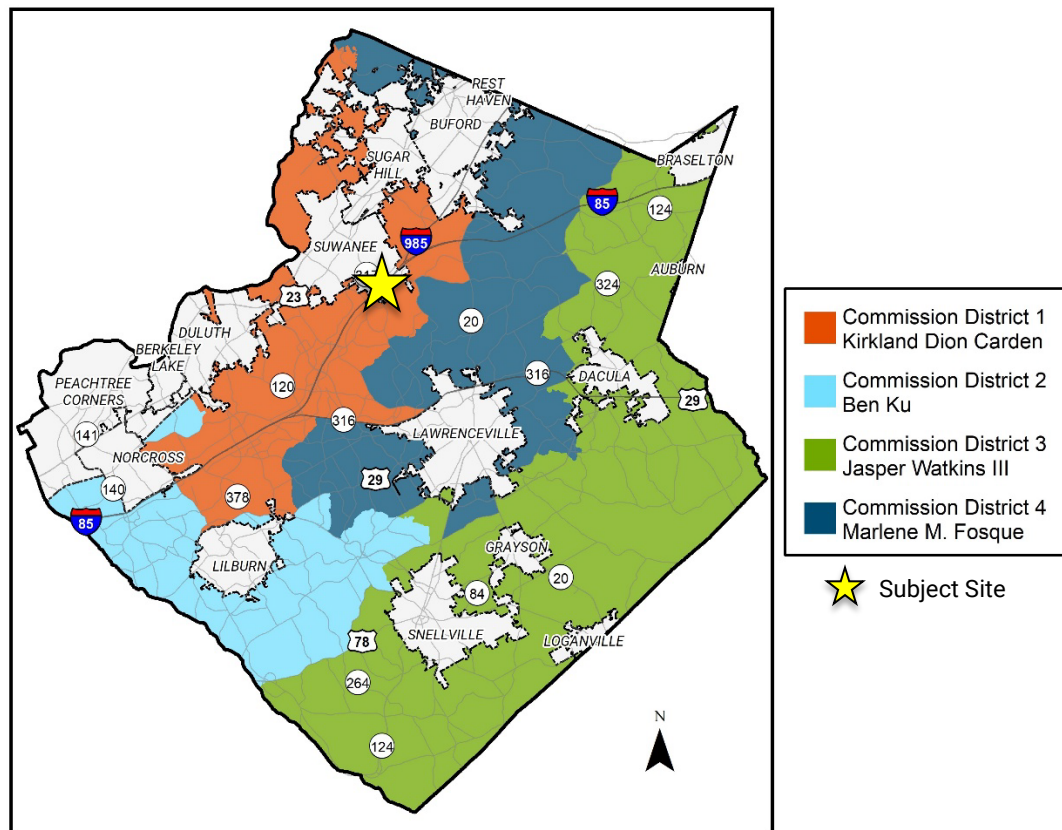 REST
HAVEN
BUFORD
SUGAR
HILL
BRASELTON
85
124
SUWANEE
985
AUBURN
23
324
20
DULUTH
BERKELEY
LAKE
PEACHTREE
CORNERS
120
316
DACULA
29
141
316
LAWRENCEVILLE
NORCROSS
140
378
29
85
LILBURN
GRAYSON
84
20
SNELLVILLE
78
LOGANVILLE
264
124
N
Commission District 1
Kirkland Dion Carden
Commission District 2
Ben Ku
Commission District 3
Jasper Watkins III
Commission District 4
Marlene M. Fosque
Subject Site